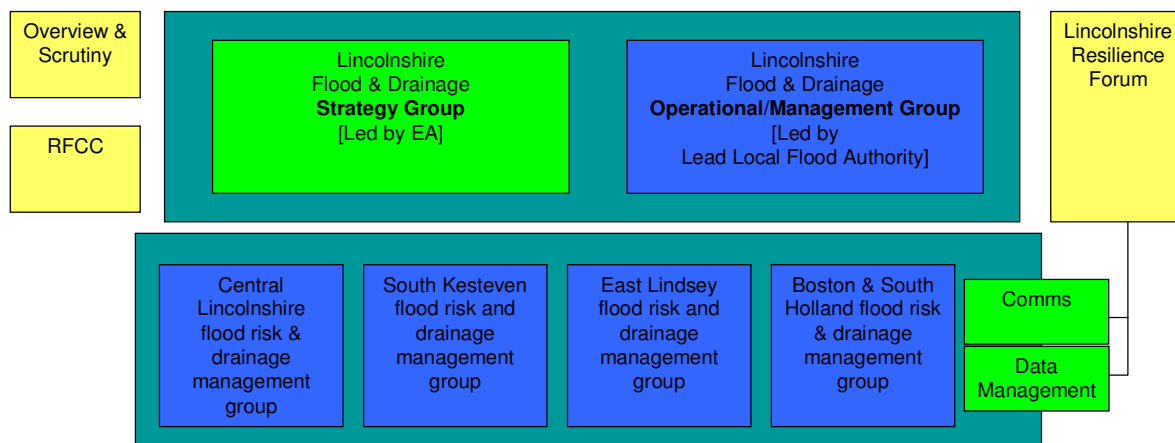 Overview &
Scrutiny
RFCC
Lincolnshire
Flood & Drainage
Strategy Group
[Led by EA]
Lincolnshire
Flood & Drainage
Operational/Management Group
[Led by
Lead Local Flood Authority]
Lincolnshire
Resilience
Forum
Central
Lincolnshire
flood risk &
drainage
management
group
South Kesteven
flood risk and
drainage
management
group
East Lindsey
flood risk and
drainage
management
group
Boston & South
Holland flood risk
& drainage
management
group
Comms
Data
Management